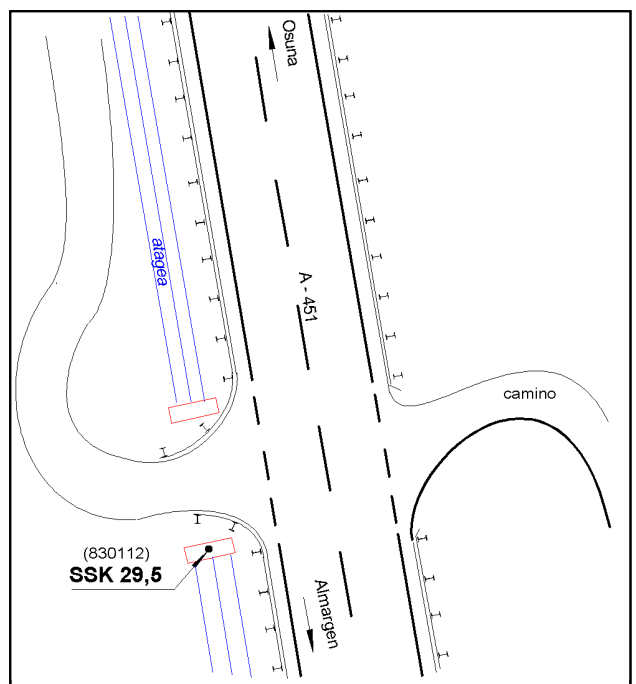 Osuna
atagea
A - 451
camino
(830112)
SSK 29,5
Almargen